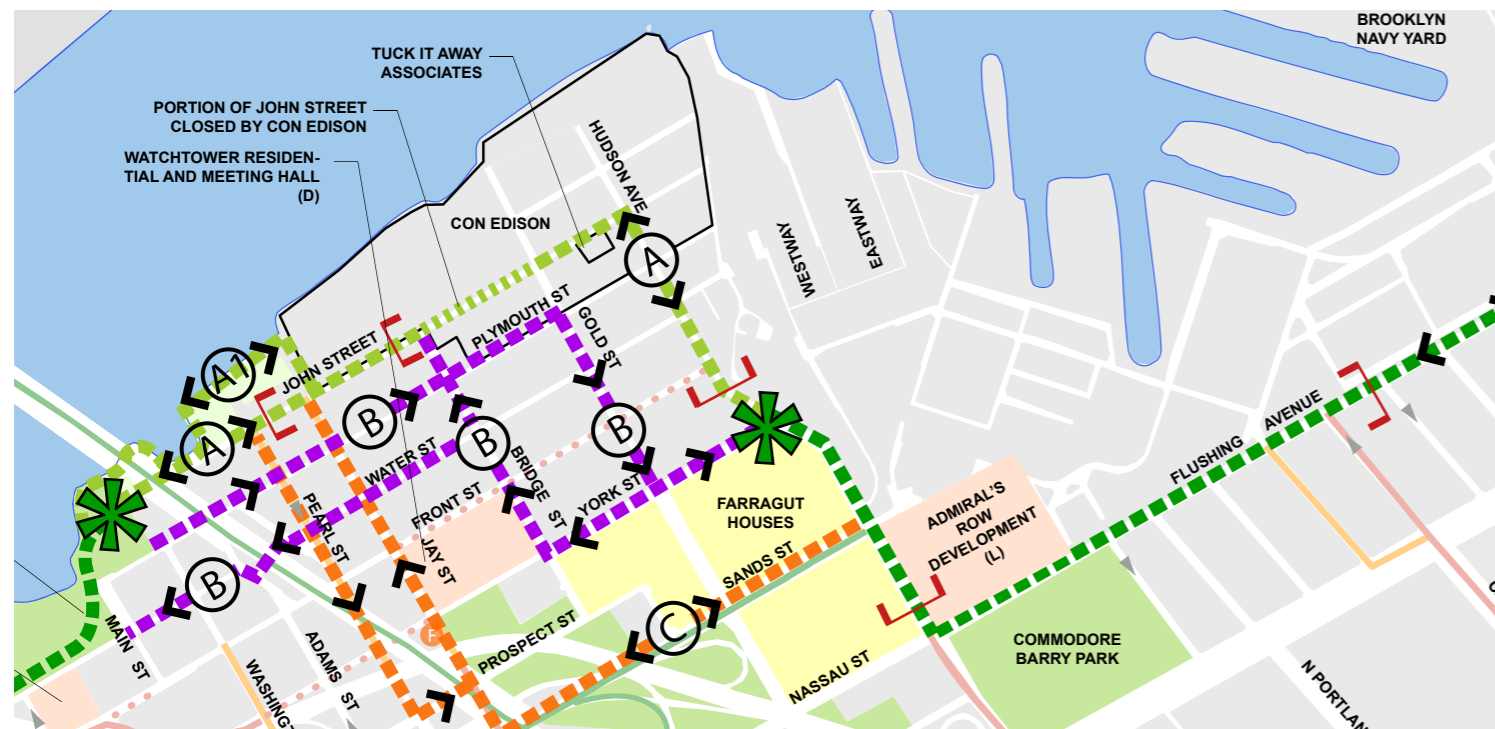 BROOKLYN
NAVY YARD
TUCK IT AWAY
ASSOCIATES
PORTION OF JOHN STREET
CLOSED BY CON EDISON
WATCHTOWER RESIDEN-
TIAL AND MEETING HALL
(D)
HUDSON AVE
CON EDISON
WESTWAY
EASTWAY
A
PLYMOUTH ST
GOLD ST
JOHN STREET
A1
A
B
B
B
WATER ST
BRIDGE ST
FRONT ST
YORK ST
PEARL ST
JAY ST
FARRAGUT
HOUSES
FLUSHING AVENUE
ADMIRAL'S
ROW
DEVELOPMENT
(L)
SANDS ST
B
C
F
MAIN ST
ADAMS ST
PROSPECT ST
NASSAU ST
COMMODORE
BARRY PARK